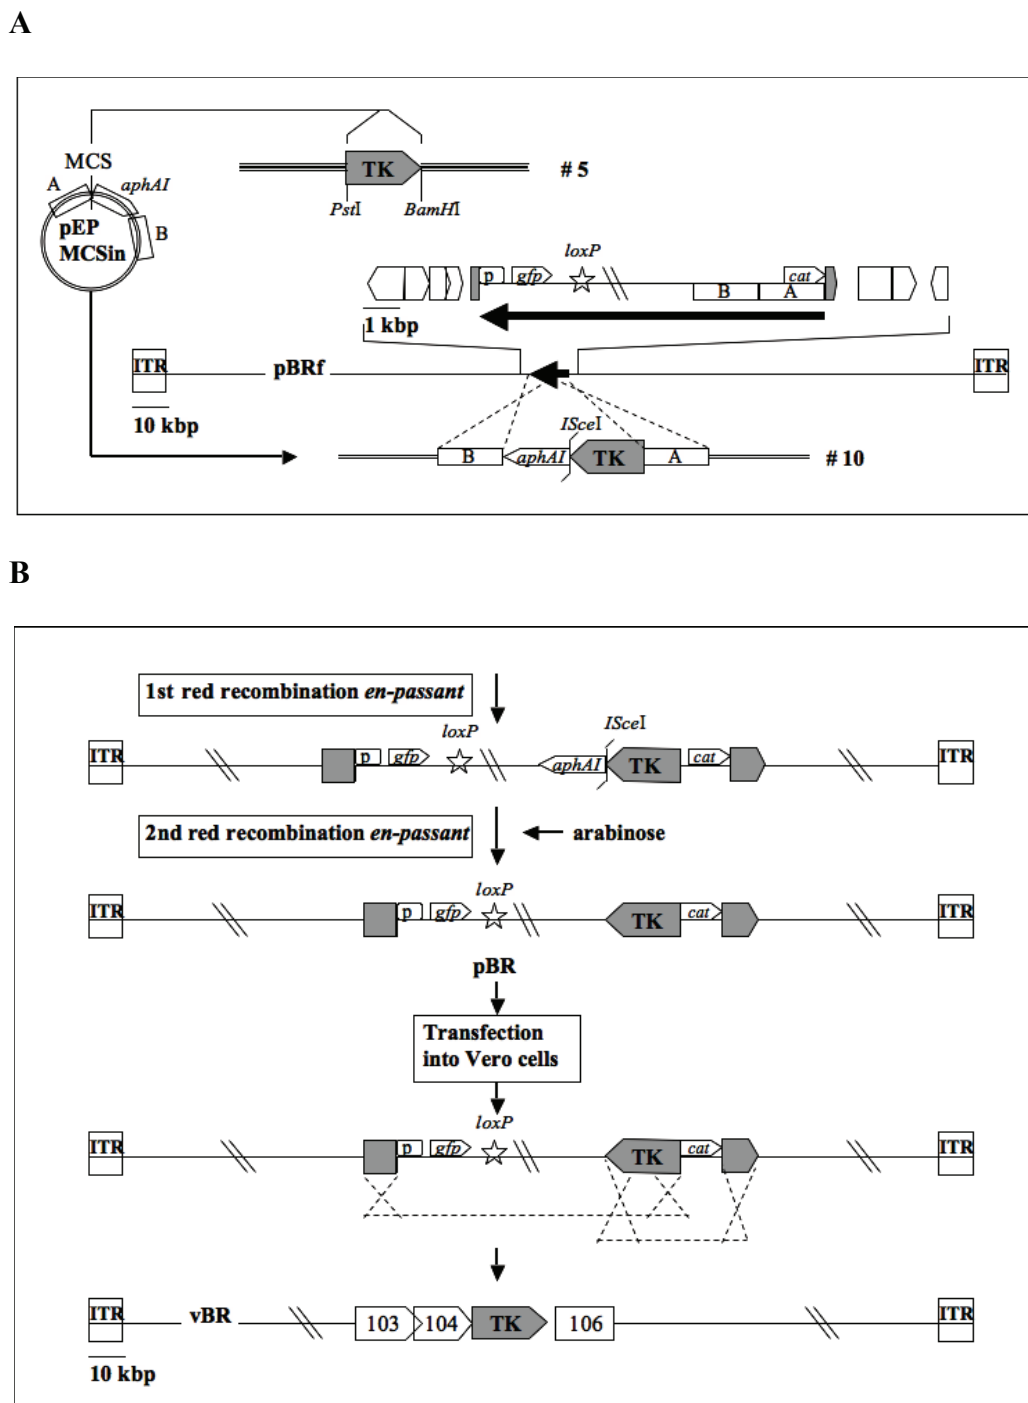 A
MCS
A
aphAI
pEP
MCSin
B
TK
# 5
PstI
BamHI
loxP
p
gfp
cat
B
A
1 kbp
ITR
pBRf
ITR
10 kbp
ISceI
B
aphAI
TK
A
# 10
B
1st red recombination en-passant
ISceI
loxP
ITR
p
gfp
aphAI
TK
cat
ITR
2nd red recombination en-passant
arabinose
loxP
ITR
p
gfp
TK
cat
ITR
pBR
Transfection
into Vero cells
loxP
ITR
p
gfp
TK
cat
ITR
ITR
vBR
103
104
TK
106
ITR
10 kbp